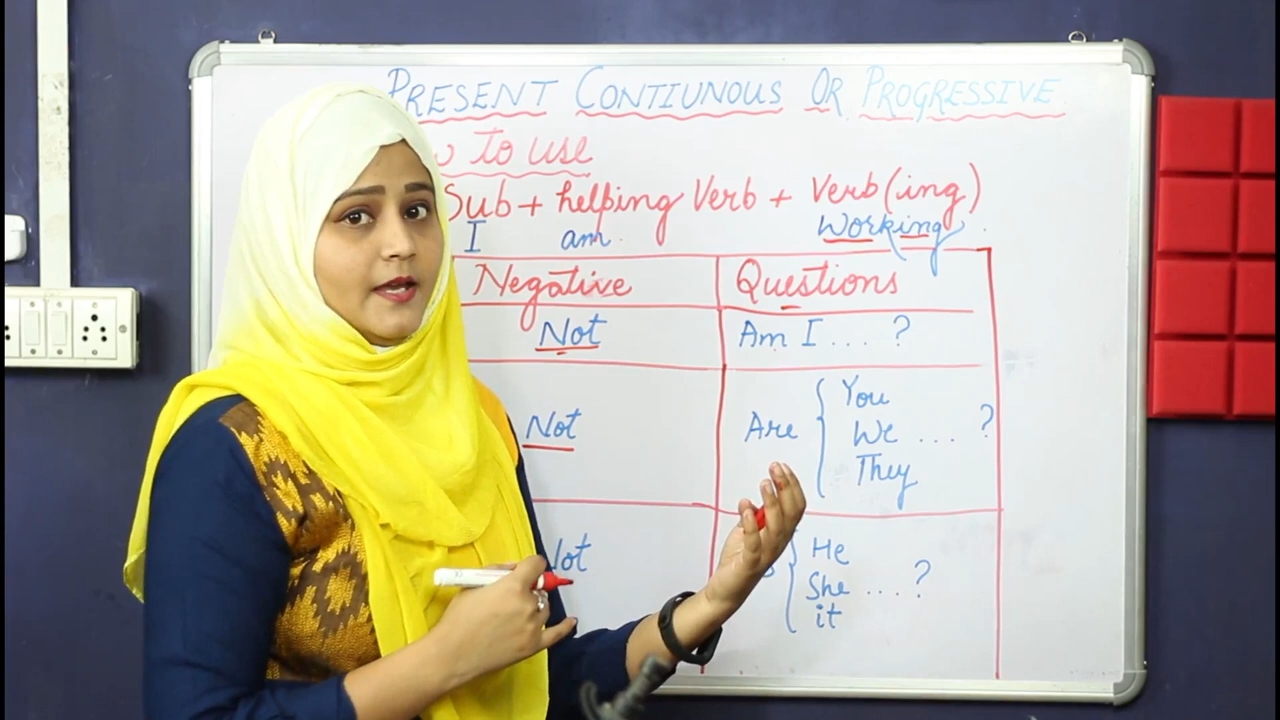 PRESENT CONTIUNOUS OR PROGRESSIVE
To use
Sub + helping Verb + Verb (ing)
I am. Working.
Negative Questions
Not Am I .... ?
Not Are { You We They .... ?
Not { He She it .... ?